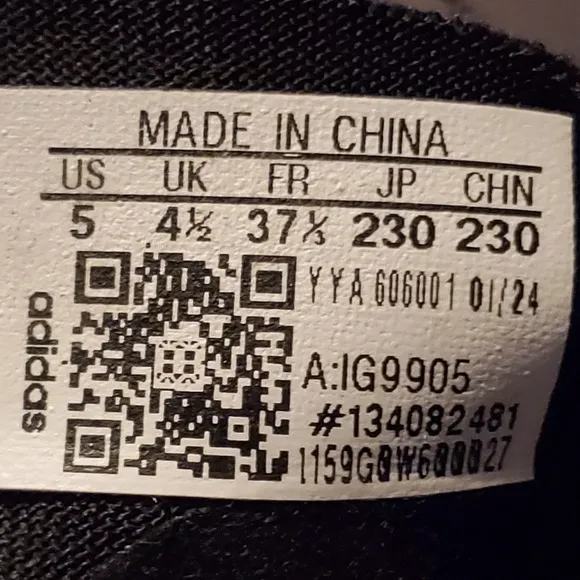 MADE IN CHINA
US UK FR JP CHN
5 4½ 37⅓ 230 230
YYA 606001 01/24
adidas
A:IG9905
#134082481